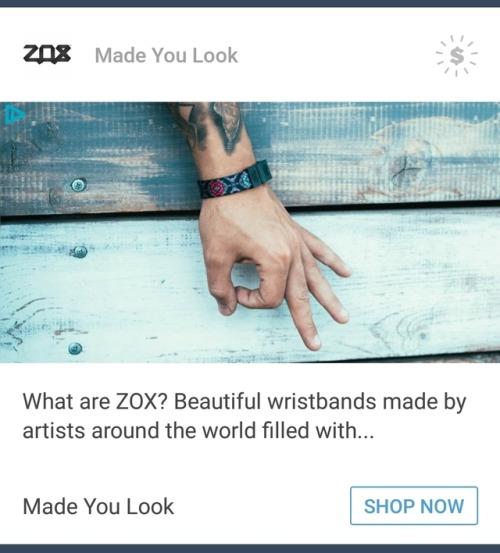 ZOX Made You Look $
What are ZOX? Beautiful wristbands made by
artists around the world filled with...
Made You Look SHOP NOW